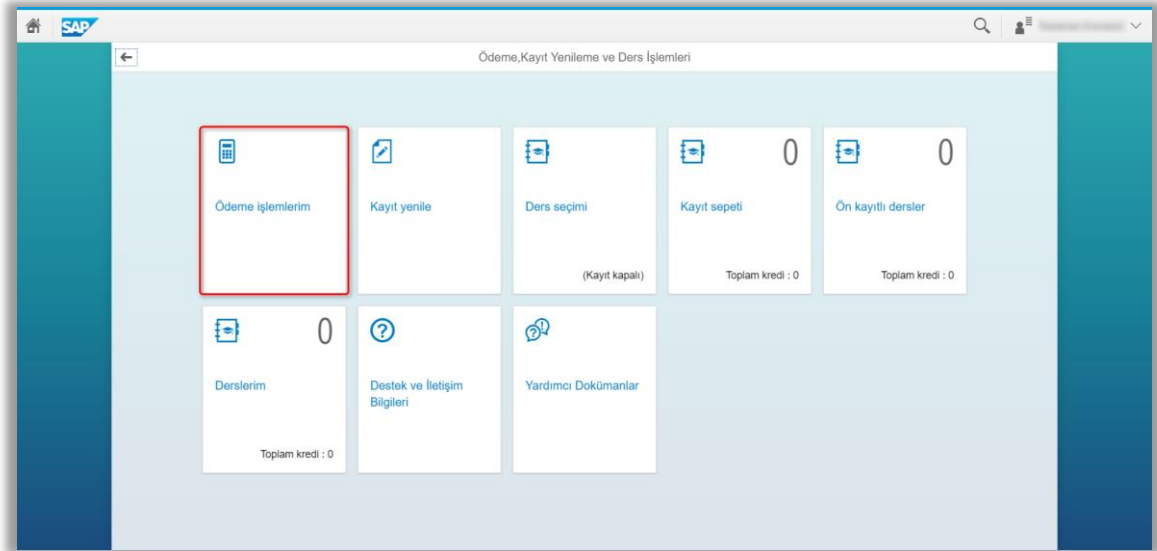 SAP
Ödeme,Kayıt Yenileme ve Ders İşlemleri
Ödeme işlemlerim
Kayıt yenile
Ders seçimi
(Kayıt kapalı)
0
Kayıt sepeti
Toplam kredi : 0
0
Ön kayıtlı dersler
Toplam kredi : 0
0
Derslerim
Toplam kredi : 0
Destek ve İletişim
Bilgileri
Yardımcı Dokümanlar